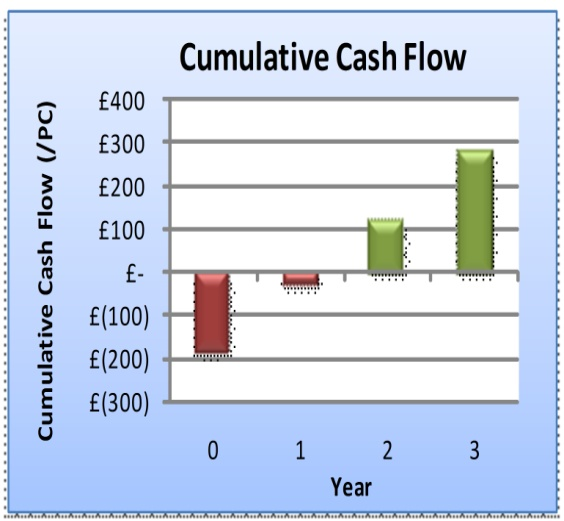 Cumulative Cash Flow
Cumulative Cash Flow (/PC)
£400
£300
£200
£100
£-
£(100)
£(200)
£(300)
0 1 2 3
Year